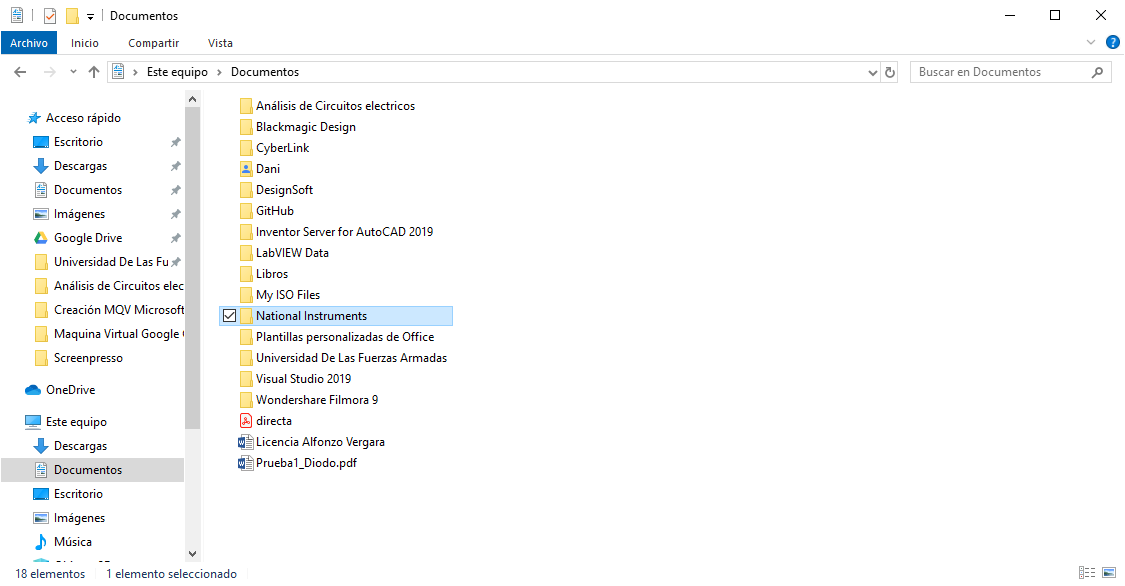 Documentos
Archivo Inicio Compartir Vista
Este equipo Documentos
Buscar en Documentos
Acceso rápido
Escritorio
Descargas
Documentos
Imágenes
Google Drive
Universidad De Las Fu
Análisis de Circuitos elec
Creación MQV Microsoft
Maquina Virtual Google
Screenpresso
OneDrive
Este equipo
Descargas
Documentos
Escritorio
Imágenes
Música
Análisis de Circuitos electricos
Blackmagic Design
CyberLink
Dani
DesignSoft
GitHub
Inventor Server for AutoCAD 2019
LabVIEW Data
Libros
My ISO Files
National Instruments
Plantillas personalizadas de Office
Universidad De Las Fuerzas Armadas
Visual Studio 2019
Wondershare Filmora 9
directa
Licencia Alfonzo Vergara
Prueba1_Diodo.pdf
18 elementos 1 elemento seleccionado